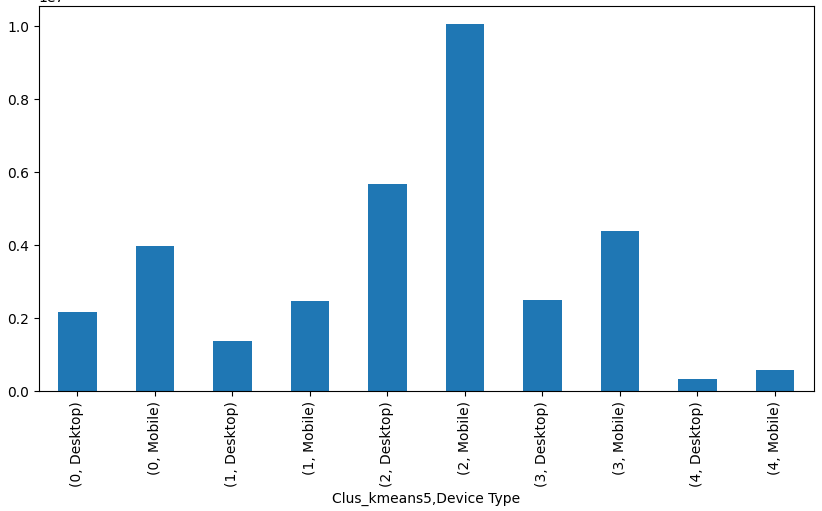 1.0
0.8
0.6
0.4
0.2
0.0
(0, Desktop)
(0, Mobile)
(1, Desktop)
(1, Mobile)
(2, Desktop)
(2, Mobile)
(3, Desktop)
(3, Mobile)
(4, Desktop)
(4, Mobile)
Clus_kmeans5,Device Type